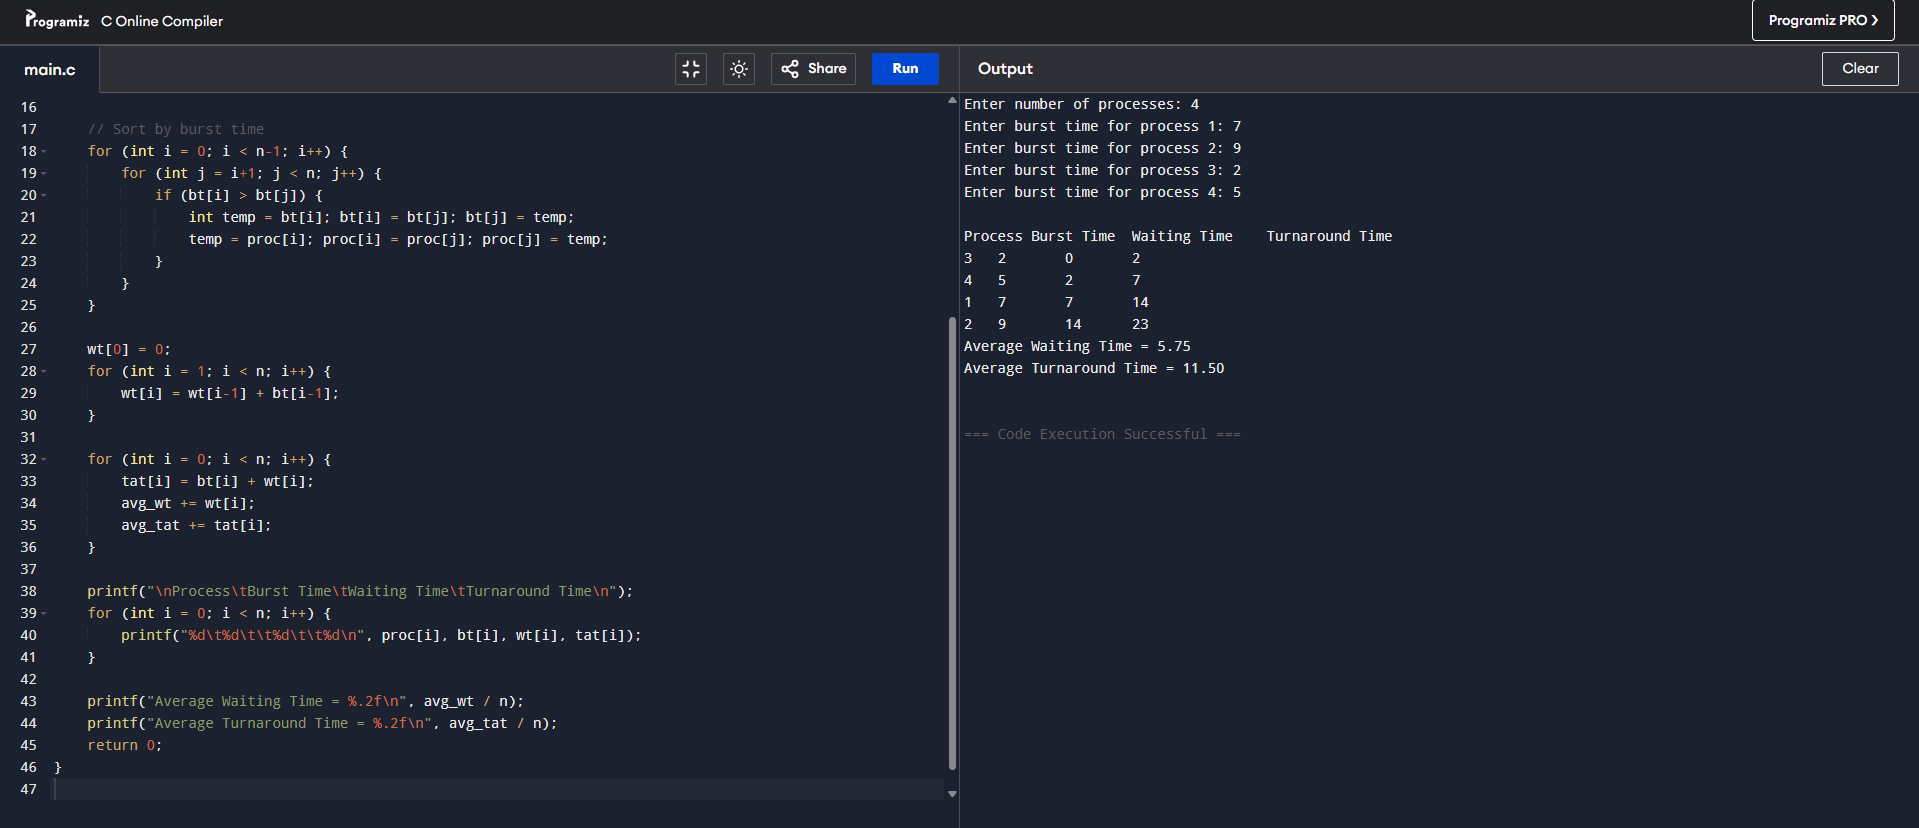 Programiz C Online Compiler
Programiz PRO
main.c
Share
Run
16
17 // Sort by burst time
18 for (int i = 0; i < n-1; i++) {
19 for (int j = i+1; j < n; j++) {
20 if (bt[i] > bt[j]) {
21 int temp = bt[i]; bt[i] = bt[j]; bt[j] = temp;
22 temp = proc[i]; proc[i] = proc[j]; proc[j] = temp;
23 }
24 }
25 }
26
27 wt[0] = 0;
28 for (int i = 1; i < n; i++) {
29 wt[i] = wt[i-1] + bt[i-1];
30 }
31
32 for (int i = 0; i < n; i++) {
33 tat[i] = bt[i] + wt[i];
34 avg_wt += wt[i];
35 avg_tat += tat[i];
36 }
37
38 printf("\nProcess\tBurst Time\tWaiting Time\tTurnaround Time\n");
39 for (int i = 0; i < n; i++) {
40 printf("%d\t%d\t\t%d\t\t%d\n", proc[i], bt[i], wt[i], tat[i]);
41 }
42
43 printf("Average Waiting Time = %.2f\n", avg_wt / n);
44 printf("Average Turnaround Time = %.2f\n", avg_tat / n);
45 return 0;
46 }
47
Output
Clear
Enter number of processes: 4
Enter burst time for process 1: 7
Enter burst time for process 2: 9
Enter burst time for process 3: 2
Enter burst time for process 4: 5
Process Burst Time Waiting Time Turnaround Time
3 2 0 2
4 5 2 7
1 7 7 14
2 9 14 23
Average Waiting Time = 5.75
Average Turnaround Time = 11.50
=== Code Execution Successful ===